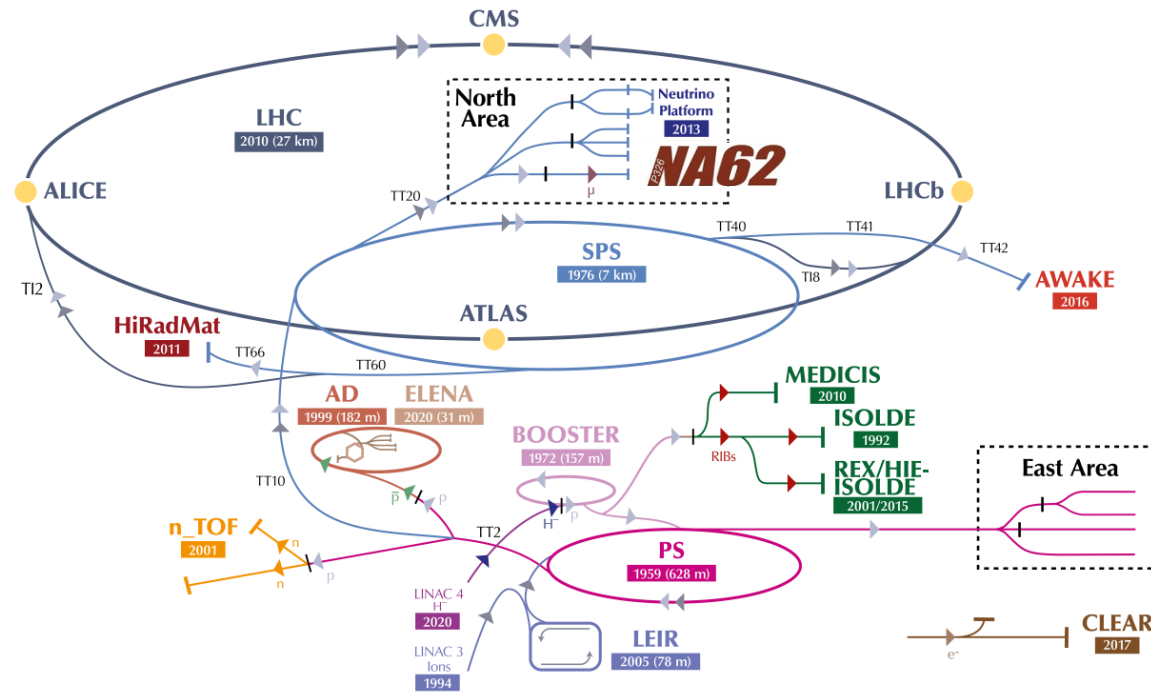 CMS
North
Area
Neutrino
Platform
2013
LHC
2010 (27 km)
P326
NA62
μ
ALICE
LHCb
TT20
TT40
TT41
TT42
SPS
1976 (7 km)
TI8
AWAKE
2016
TI2
ATLAS
HiRadMat
2011
TT66
TT60
MEDICIS
2010
AD
1999 (182 m)
ELENA
2020 (31 m)
ISOLDE
1992
BOOSTER
1972 (157 m)
RIBs
REX/HIE-
ISOLDE
2001/2015
East Area
TT10
p̅
p
H⁻
p
TT2
n_TOF
2001
n
n
p
PS
1959 (628 m)
LINAC 4
H⁻
2020
LINAC 3
Ions
1994
LEIR
2005 (78 m)
e⁻
CLEAR
2017